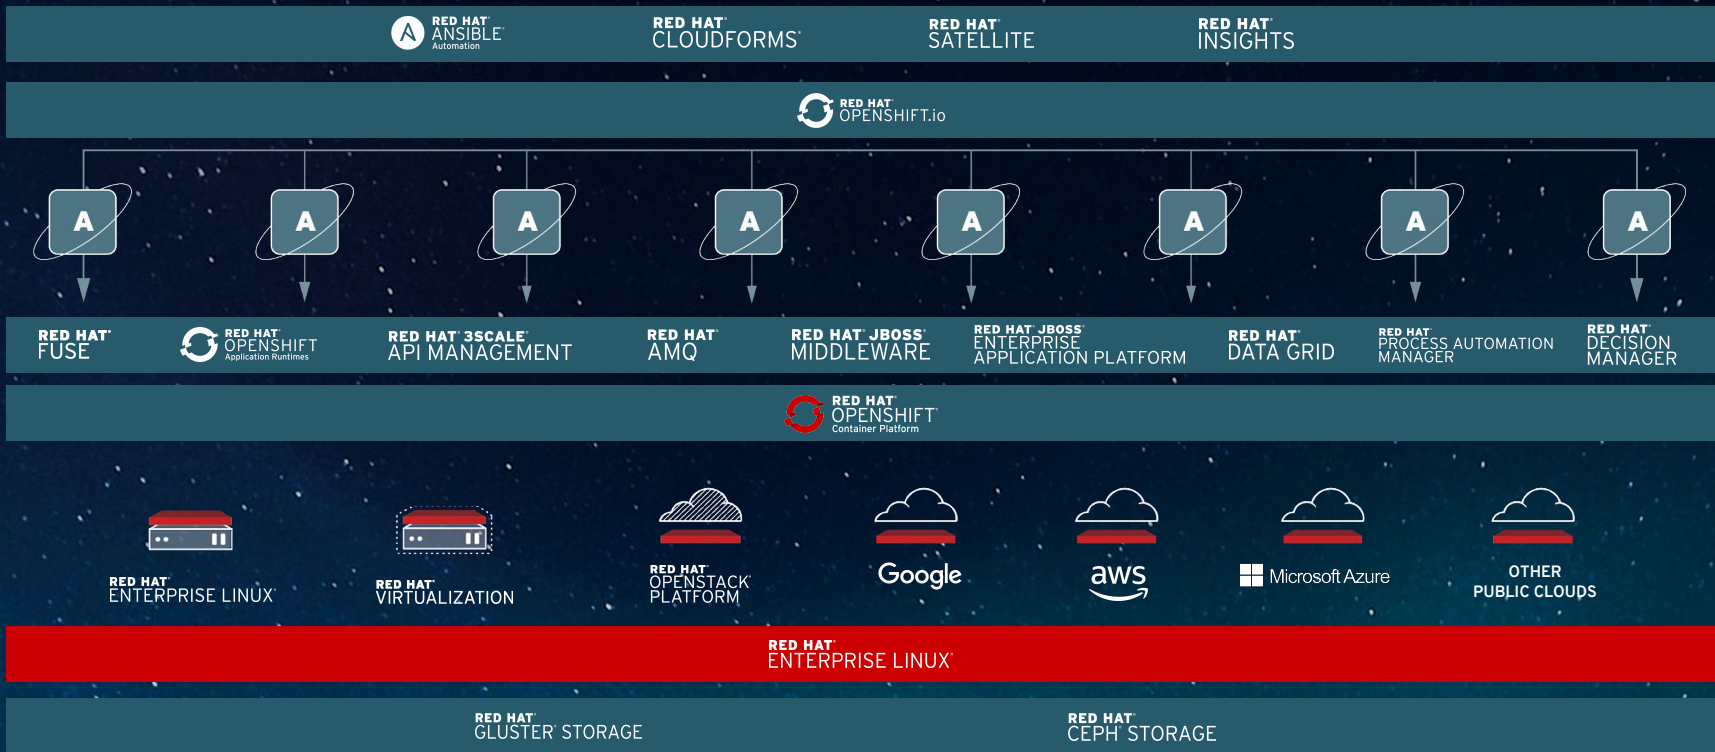 RED HAT®
ANSIBLE®
Automation
RED HAT®
CLOUDFORMS®
RED HAT®
SATELLITE
RED HAT®
INSIGHTS
RED HAT®
OPENSHIFT.io
A
A
A
A
A
A
A
A
RED HAT®
FUSE
RED HAT®
OPENSHIFT
Application Runtimes
RED HAT® 3SCALE®
API MANAGEMENT
RED HAT®
AMQ
RED HAT® JBOSS®
MIDDLEWARE
RED HAT® JBOSS®
ENTERPRISE
APPLICATION PLATFORM
RED HAT®
DATA GRID
RED HAT®
PROCESS AUTOMATION
MANAGER
RED HAT®
DECISION
MANAGER
RED HAT®
OPENSHIFT®
Container Platform
RED HAT®
ENTERPRISE LINUX®
RED HAT®
VIRTUALIZATION
RED HAT®
OPENSTACK®
PLATFORM
Google
aws
Microsoft Azure
OTHER
PUBLIC CLOUDS
RED HAT®
ENTERPRISE LINUX®
RED HAT®
GLUSTER® STORAGE
RED HAT®
CEPH® STORAGE